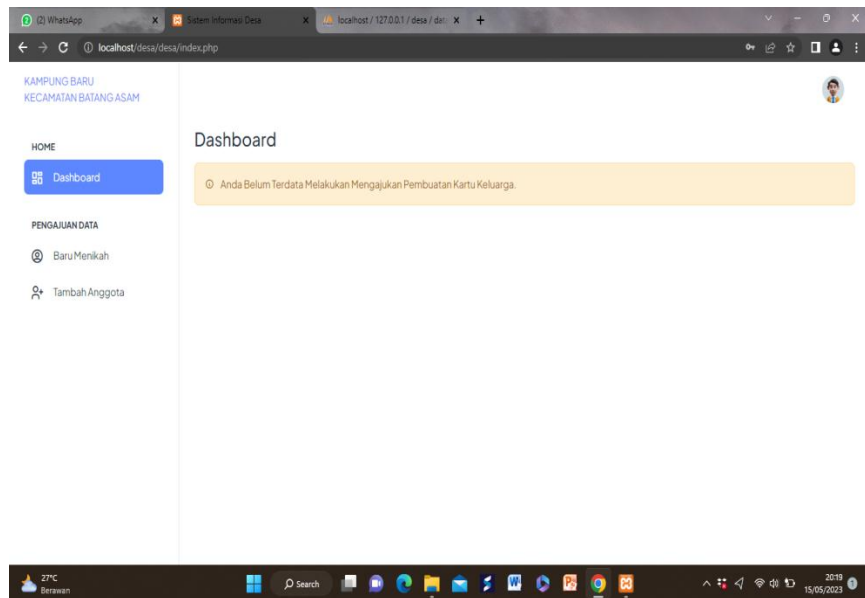 (2) WhatsApp
Sistem Informasi Desa
localhost / 127.0.0.1 / desa / data
localhost/desa/desa/index.php
KAMPUNG BARU
KECAMATAN BATANG ASAM
HOME
Dashboard
PENGAJUAN DATA
Baru Menikah
Tambah Anggota
Dashboard
Anda Belum Terdata Melakukan Mengajukan Pembuatan Kartu Keluarga.
27°C
Berawan
Search
20:19
15/05/2023